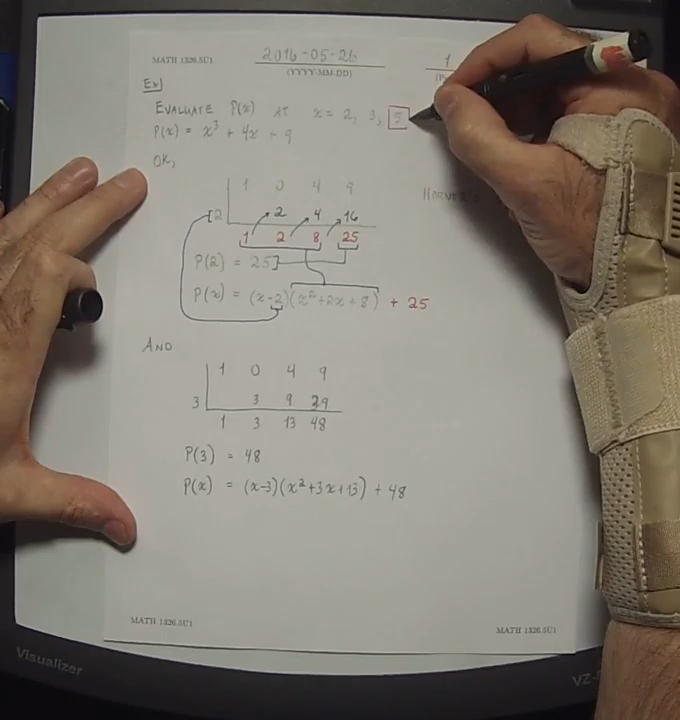 MATH 1326.5U1 2016-05-26 1
(YYYY-MM-DD)
Ex)
EVALUATE P(x) AT x = 2, 3, 5
P(x) = x³ + 4x + 9
OK,
1 0 4 9
[2 2 4 16
1 2 8 25
P(2) = 25]
P(x) = (x-2)(x²+2x+8) + 25
AND
1 0 4 9
3 3 9 39
1 3 13 48
P(3) = 48
P(x) = (x-3)(x²+3x+13) + 48
MATH 1326.5U1 MATH 1326.5U1
Visualizer